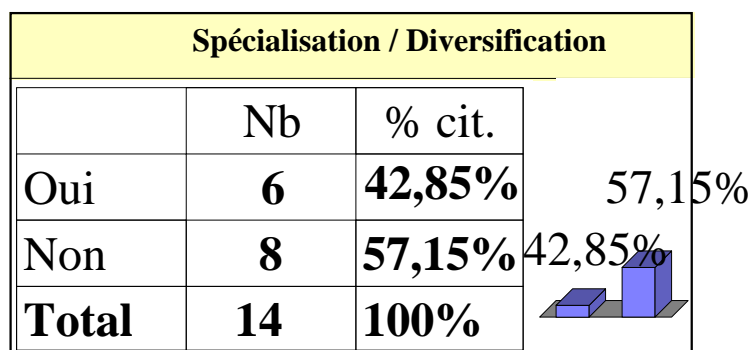 Spécialisation / Diversification
Nb % cit.
Oui 6 42,85% 57,15%
Non 8 57,15% 42,85%
Total 14 100%